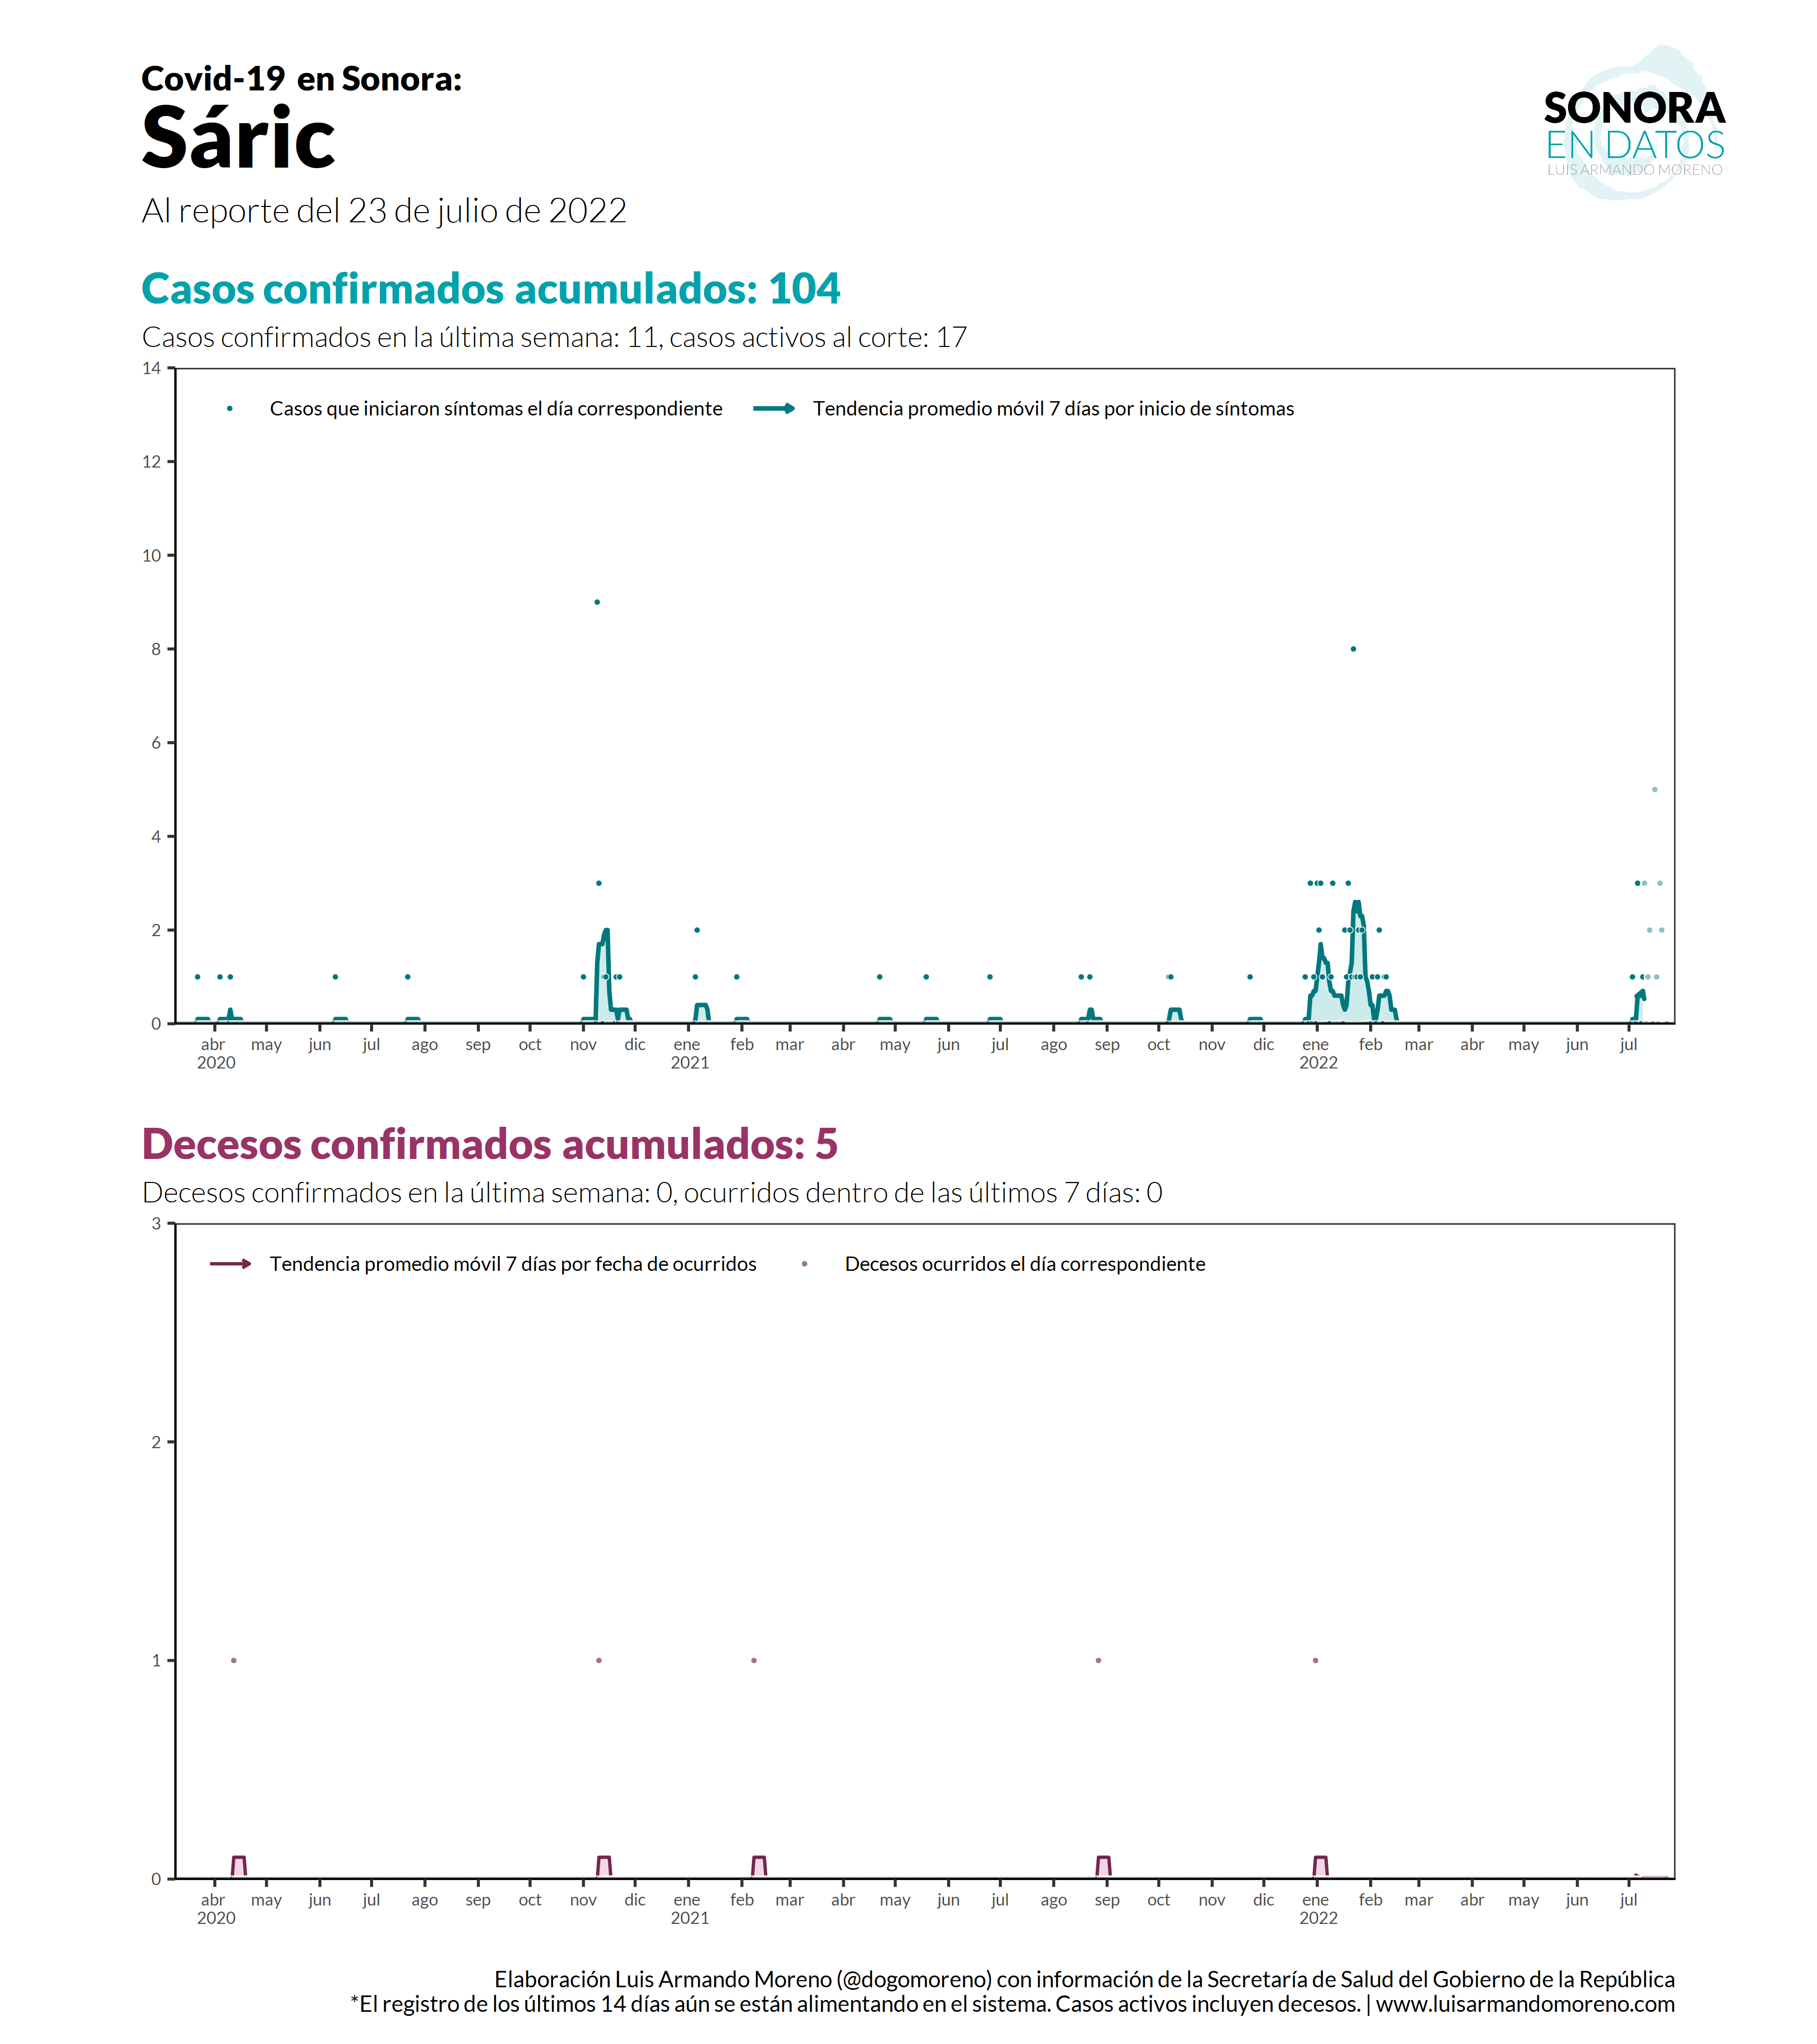 Covid-19 en Sonora:
Sáric
Al reporte del 23 de julio de 2022
SONORA
EN DATOS
LUIS ARMANDO MORENO
Casos confirmados acumulados: 104
Casos confirmados en la última semana: 11, casos activos al corte: 17
14
Casos que iniciaron síntomas el día correspondiente Tendencia promedio móvil 7 días por inicio de síntomas
12
10
8
6
4
2
0
abr may jun jul ago sep oct nov dic ene feb mar abr may jun jul ago sep oct nov dic ene feb mar abr may jun jul
2020 2021 2022
Decesos confirmados acumulados: 5
Decesos confirmados en la última semana: 0, ocurridos dentro de las últimos 7 días: 0
3
Tendencia promedio móvil 7 días por fecha de ocurridos Decesos ocurridos el día correspondiente
2
1
0
abr may jun jul ago sep oct nov dic ene feb mar abr may jun jul ago sep oct nov dic ene feb mar abr may jun jul
2020 2021 2022
Elaboración Luis Armando Moreno (@dogomoreno) con información de la Secretaría de Salud del Gobierno de la República
*El registro de los últimos 14 días aún se están alimentando en el sistema. Casos activos incluyen decesos. | www.luisarmandomoreno.com